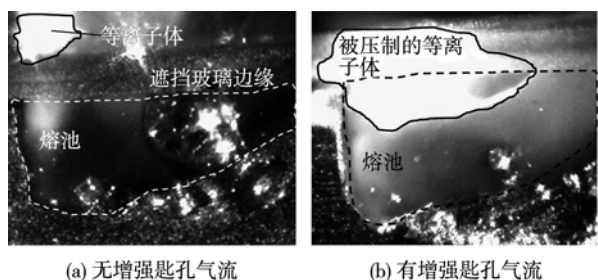 等离子体
遮挡玻璃边缘
熔池
被压制的等离
子体
熔池
(a) 无增强匙孔气流
(b) 有增强匙孔气流